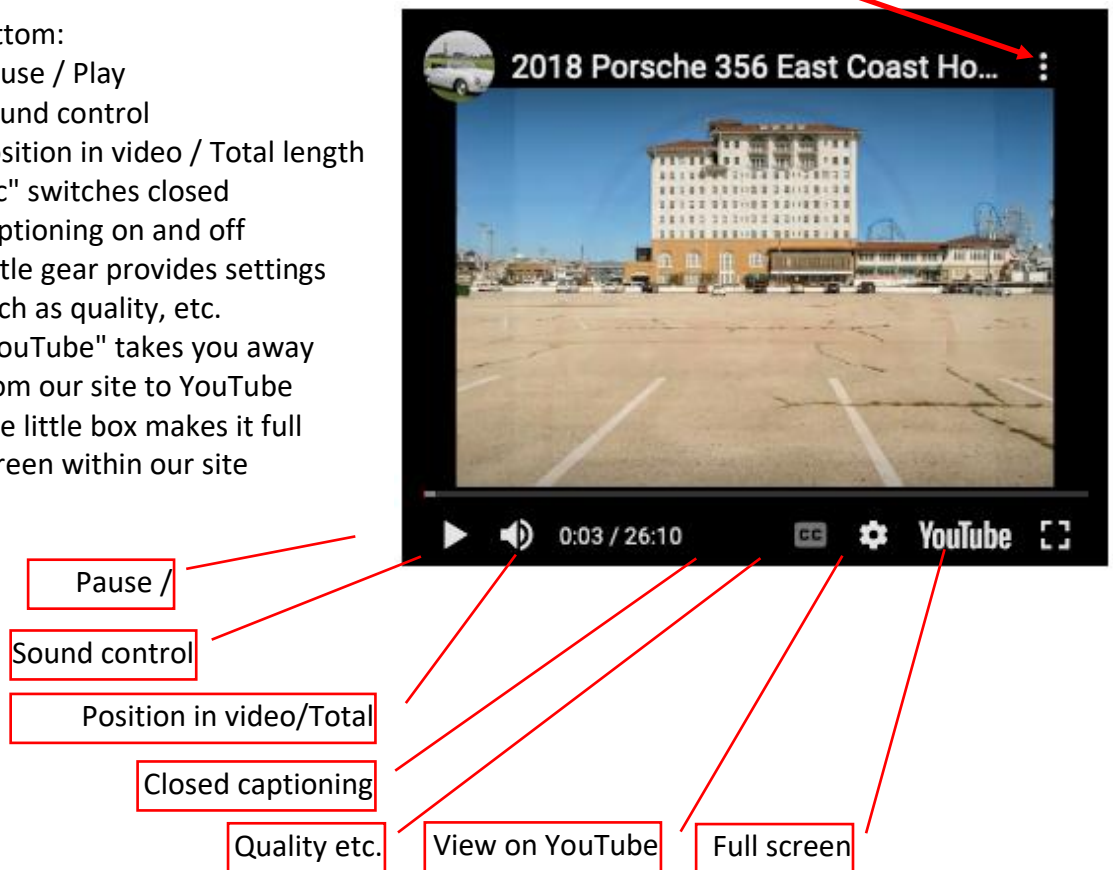 ttom:
ause / Play
und control
osition in video / Total length
c" switches closed
ptioning on and off
tle gear provides settings
ch as quality, etc.
ouTube" takes you away
om our site to YouTube
e little box makes it full
reen within our site
2018 Porsche 356 East Coast Ho...
0:03 / 26:10
CC
YouTube
Pause /
Sound control
Position in video/Total
Closed captioning
Quality etc.
View on YouTube
Full screen